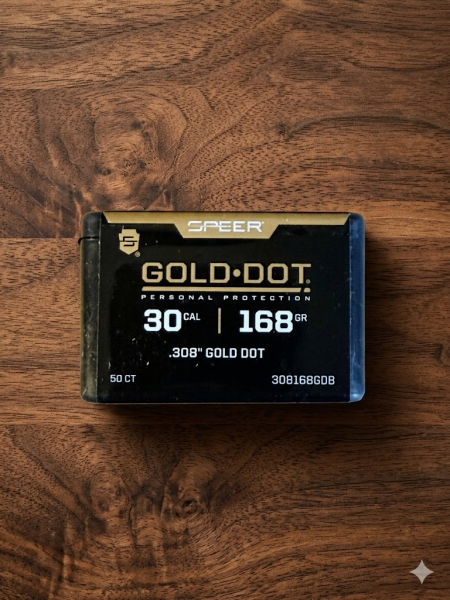 SPEER
GOLD•DOT
PERSONAL PROTECTION
30 CAL | 168 GR
.308" GOLD DOT
50 CT 308168GDB